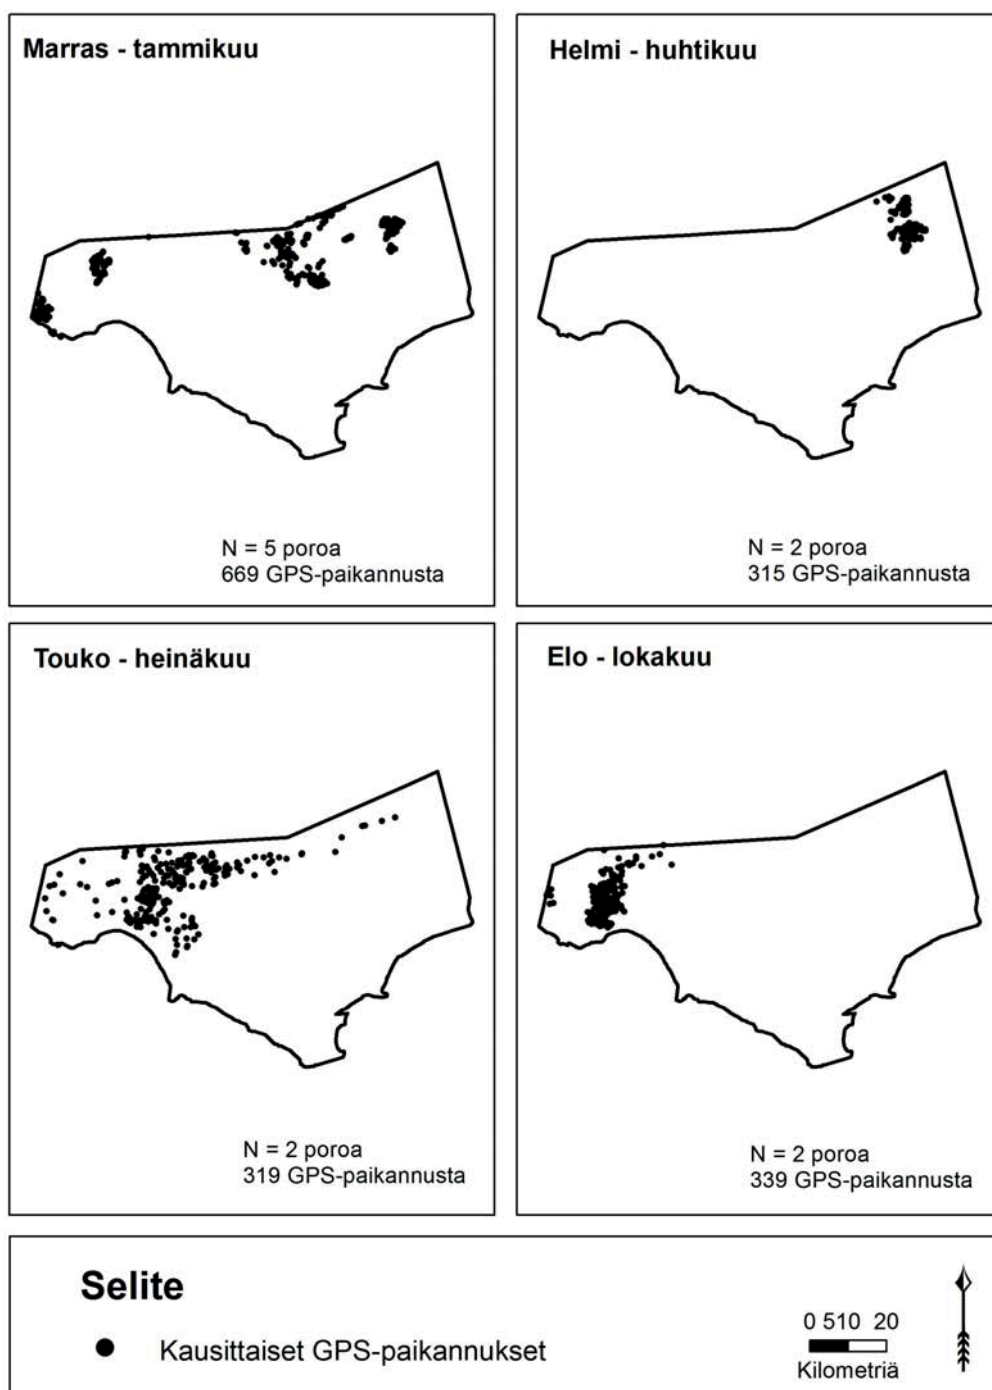 Marras - tammikuu
N = 5 poroa
669 GPS-paikannusta
Helmi - huhtikuu
N = 2 poroa
315 GPS-paikannusta
Touko - heinäkuu
N = 2 poroa
319 GPS-paikannusta
Elo - lokakuu
N = 2 poroa
339 GPS-paikannusta
Selite
Kausittaiset GPS-paikannukset
0 510 20
Kilometriä